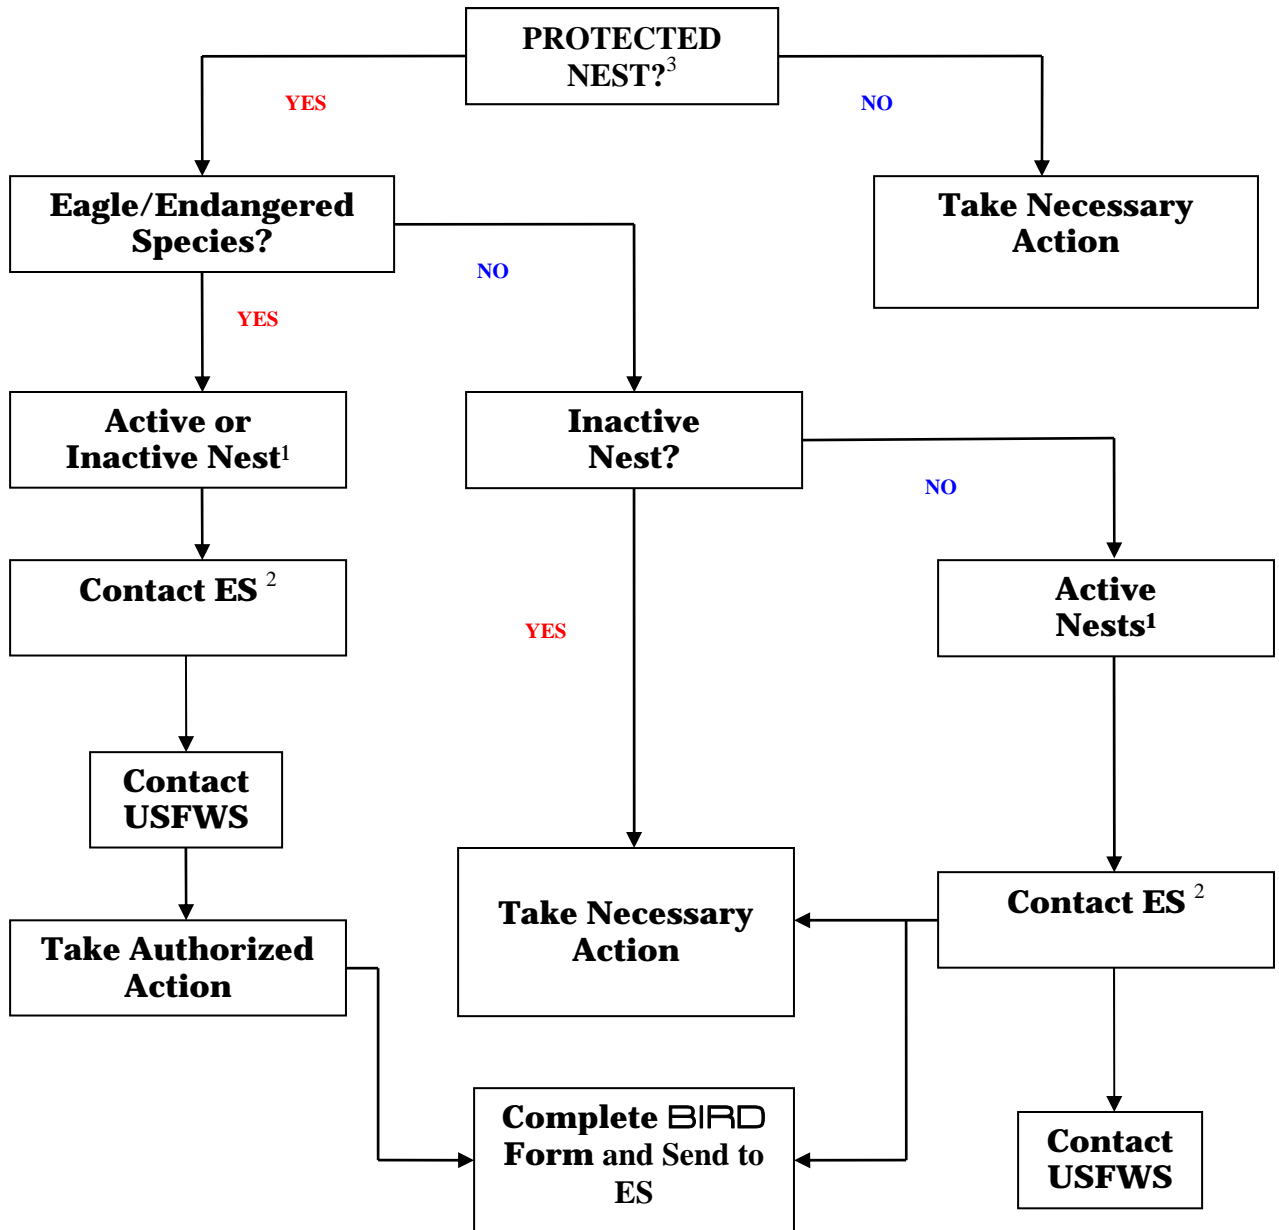 PROTECTED
NEST?3
YES
NO
Eagle/Endangered
Species?
Take Necessary
Action
NO
YES
Active or
Inactive Nest1
Inactive
Nest?
NO
Contact ES 2
Active
Nests1
YES
Contact
USFWS
Take Necessary
Action
Contact ES 2
Take Authorized
Action
Complete BIRD
Form and Send to
ES
Contact
USFWS